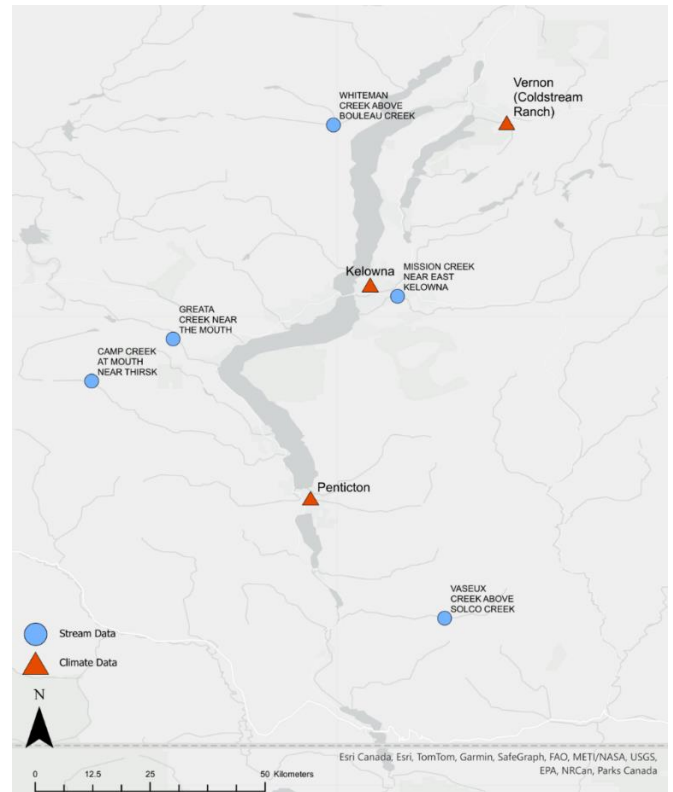 WHITEMAN
CREEK ABOVE
BOULEAU CREEK
Vernon
(Coldstream
Ranch)
Kelowna
MISSION CREEK
NEAR EAST
KELOWNA
GREATA
CREEK NEAR
THE MOUTH
CAMP CREEK
AT MOUTH
NEAR THIRSK
Penticton
VASEUX
CREEK ABOVE
SOLCO CREEK
Stream Data
Climate Data
N
Esri Canada, Esri, TomTom, Garmin, SafeGraph, FAO, METI/NASA, USGS,
EPA, NRCan, Parks Canada
0 12.5 25 50 Kilometers